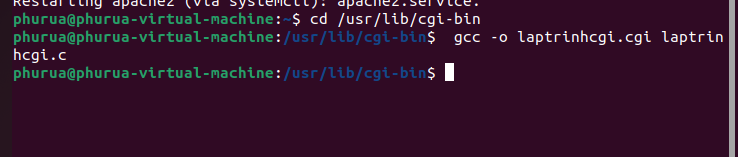 Restarting apache2 (via systemctl): apache2.service.
phurua@phurua-virtual-machine:~$ cd /usr/lib/cgi-bin
phurua@phurua-virtual-machine:/usr/lib/cgi-bin$  gcc -o laptrinhcgi.cgi laptrin
hcgi.c
phurua@phurua-virtual-machine:/usr/lib/cgi-bin$